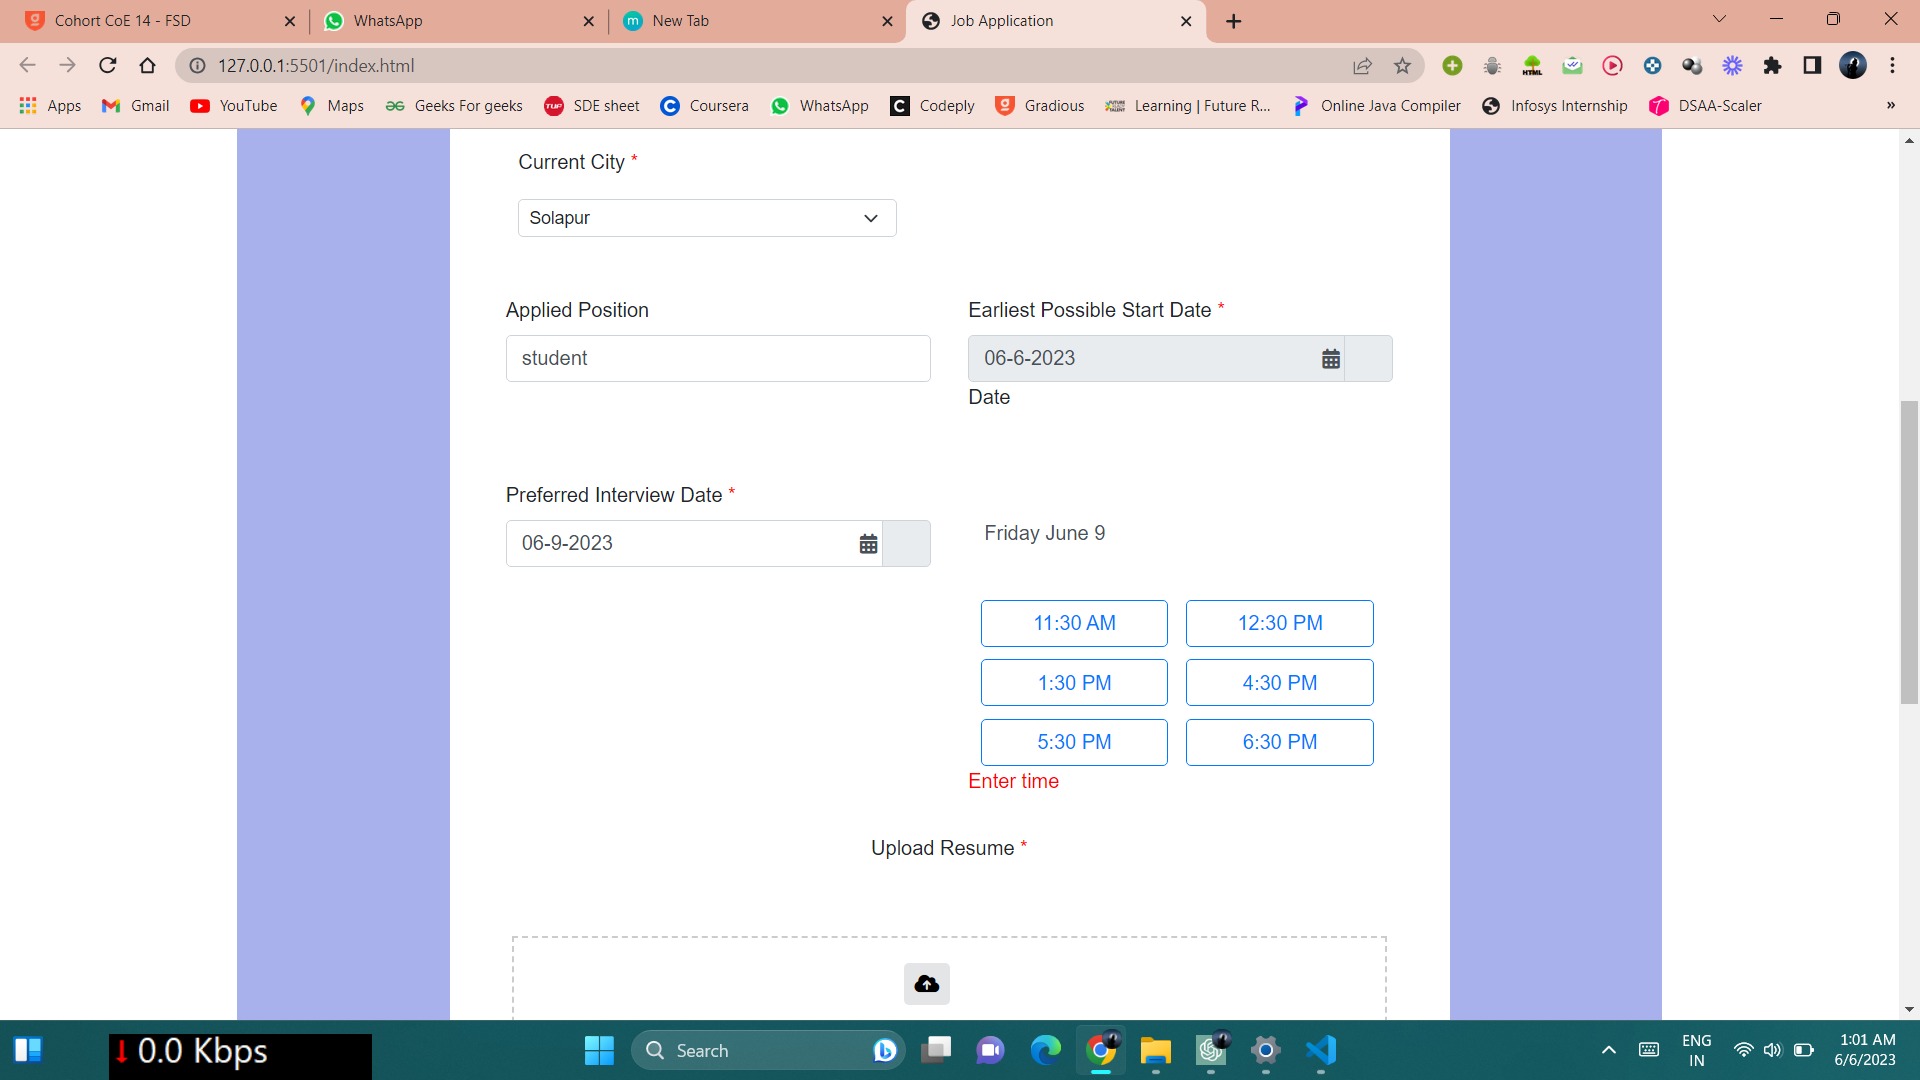 Cohort CoE 14 - FSD
WhatsApp
New Tab
Job Application
127.0.0.1:5501/index.html
Apps
Gmail
YouTube
Maps
Geeks For geeks
SDE sheet
Coursera
WhatsApp
Codeply
Gradious
Learning | Future R...
Online Java Compiler
Infosys Internship
DSAA-Scaler
»
Current City *
Solapur
Applied Position
Earliest Possible Start Date *
student
06-6-2023
Date
Preferred Interview Date *
06-9-2023
Friday June 9
11:30 AM
12:30 PM
1:30 PM
4:30 PM
5:30 PM
6:30 PM
Enter time
Upload Resume *
0.0 Kbps
Search
ENG
IN
1:01 AM
6/6/2023